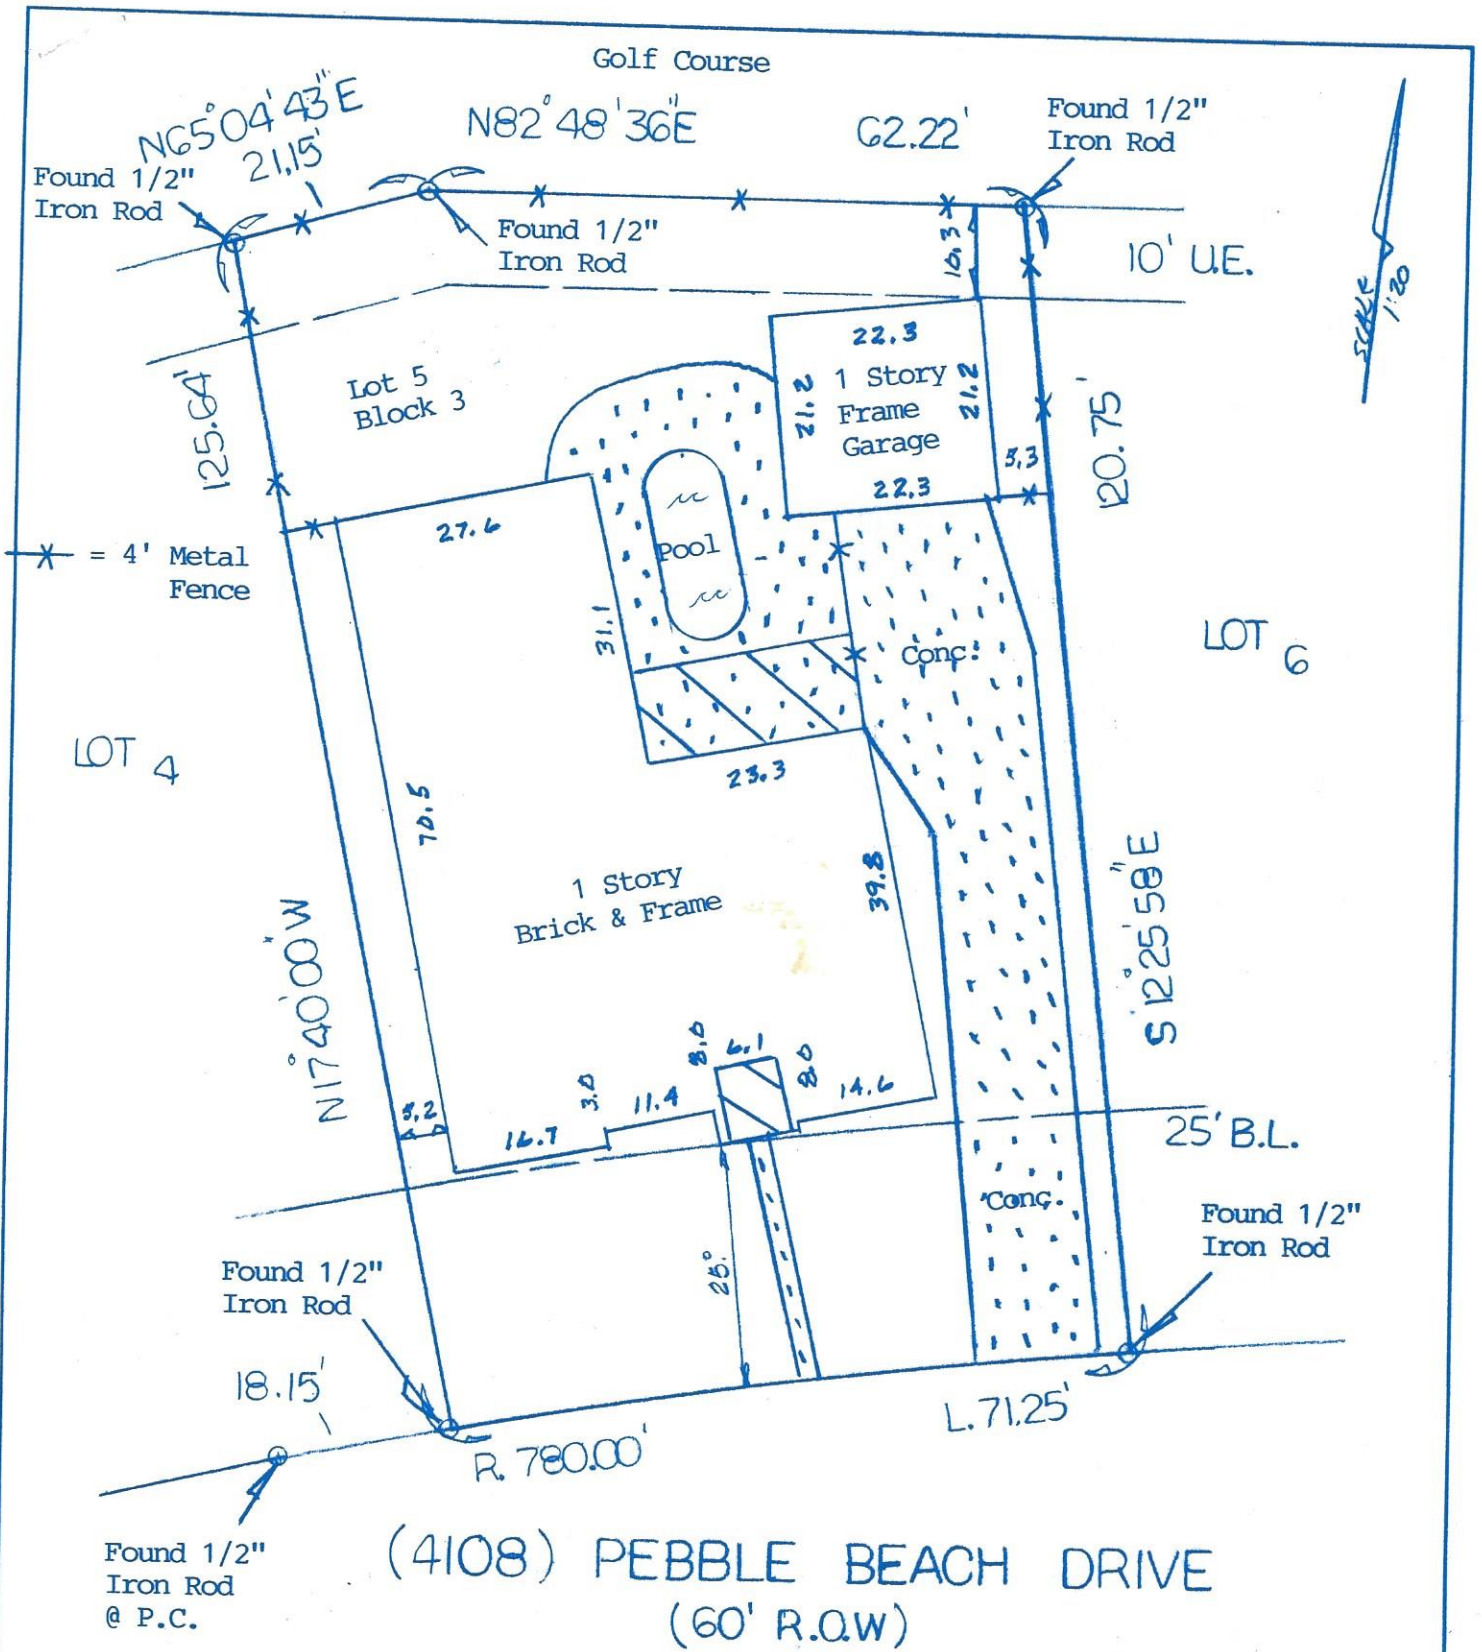 Golf Course
N65°04'43"E
21.15'
N82°48'36"E
62.22'
Found 1/2"
Iron Rod
Found 1/2"
Iron Rod
Found 1/2"
Iron Rod
10.3
10' U.E.
SCALE
1:20
22.3
Lot 5
Block 3
21.2
1 Story
Frame
Garage
21.2
22.3
5.3
125.64'
120.75'
27.6
= 4' Metal
Fence
Pool
31.1
Conc.
LOT 6
LOT 4
23.3
70.5
39.8
1 Story
Brick & Frame
N17°40'00"W
S12°25'58"E
5.2
16.7
3.0
11.4
8.0
6.1
8.0
14.6
25' B.L.
Conc.
25.0
Found 1/2"
Iron Rod
Found 1/2"
Iron Rod
18.15'
R. 780.00'
L. 71.25'
Found 1/2"
Iron Rod
@ P.C.
(4108) PEBBLE BEACH DRIVE
(60' R.O.W)